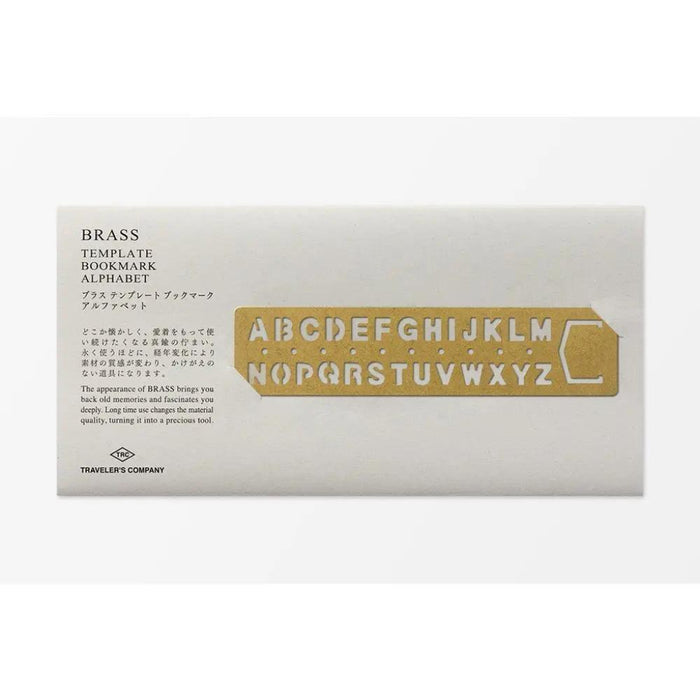 BRASS
TEMPLATE
BOOKMARK
ALPHABET
ブラス テンプレート ブックマーク
アルファベット
どこか懐かしく、愛着をもって使
い続けたくなる真鍮の佇まい。
永く使うほどに、経年変化により
素材の質感が変わり、かけがえの
ない道具になります。
The appearance of BRASS brings you
back old memories and fascinates you
deeply. Long time use changes the material
quality, turning it into a precious tool.
TRC
TRAVELER'S COMPANY
ABCDEFGHIJKLM
NOPQRSTUVWXYZ